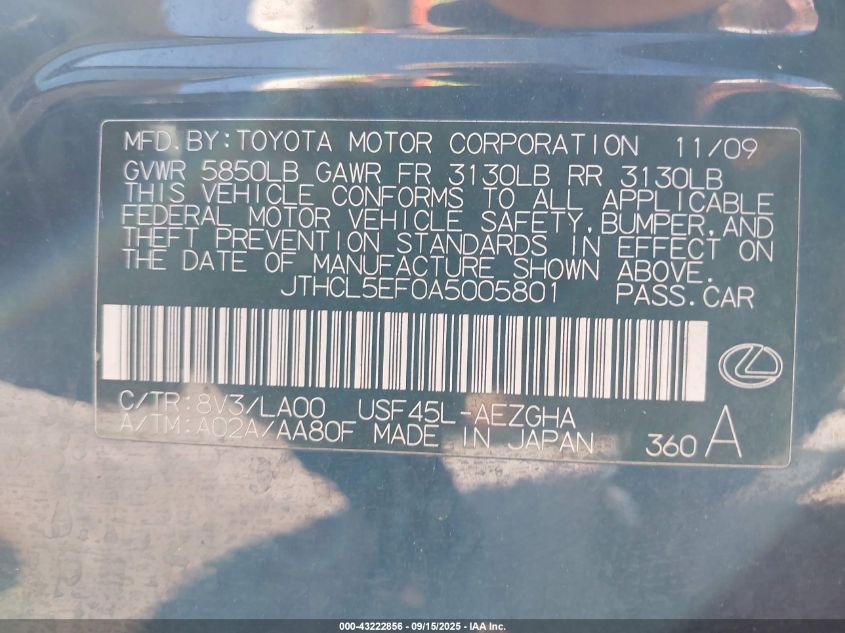 MFD.BY:TOYOTA MOTOR CORPORATION 11/09
GVWR 5850LB GAWR FR 3130LB RR 3130LB
THIS VEHICLE CONFORMS TO ALL APPLICABLE
FEDERAL MOTOR VEHICLE SAFETY,BUMPER,AND
THEFT PREVENTION STANDARDS IN EFFECT ON
THE DATE OF MANUFACTURE SHOWN ABOVE.
JTHCL5EF0A5005801 PASS.CAR
C/TR:8V3/LA00 USF45L-AEZGHA
A/TM:A02A/AA80F MADE IN JAPAN 360 A
000-43222856 - 09/15/2025 - IAA Inc.